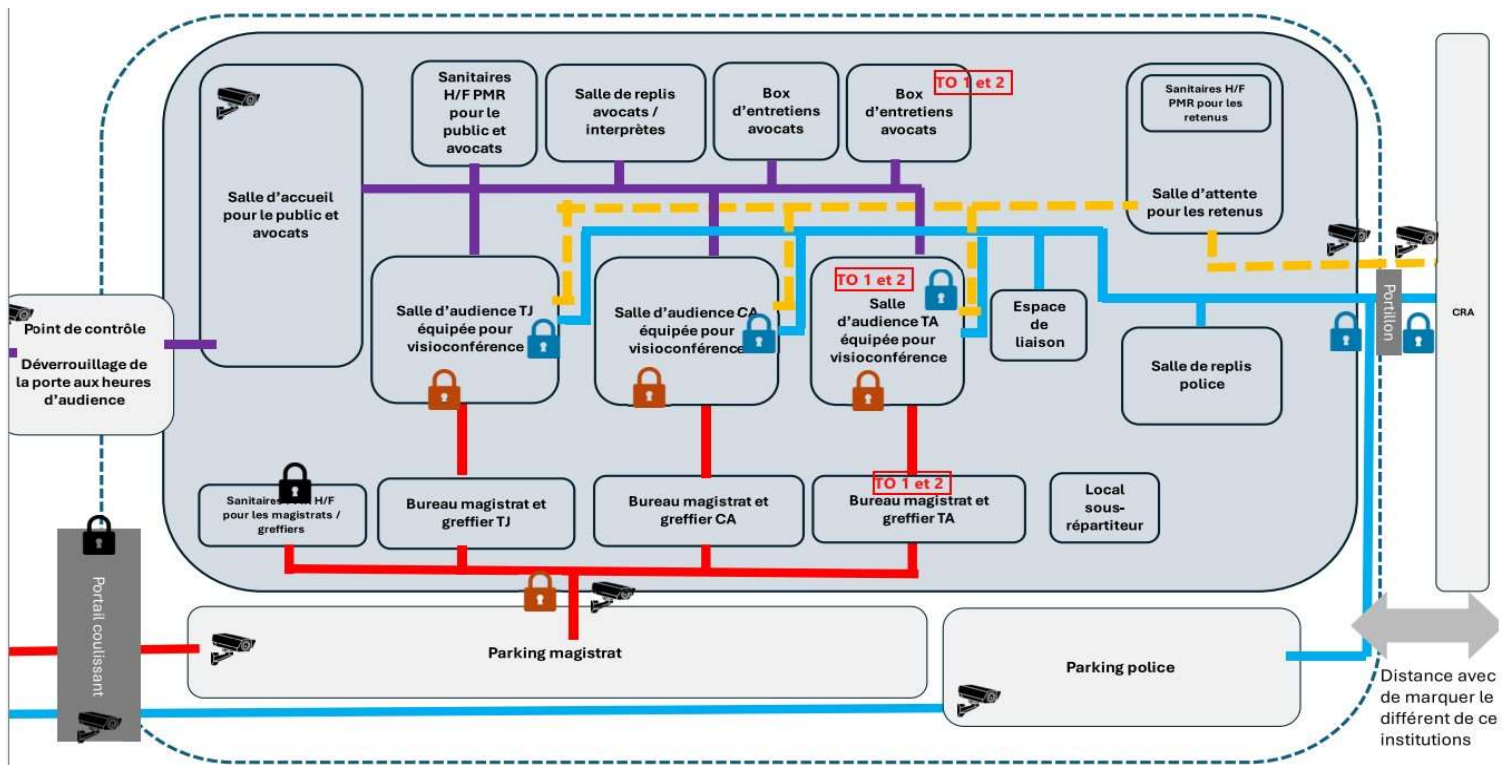 Sanitaires
H/F PMR
pour le
public et
avocats
Salle de replis
avocats /
interprètes
Box
d'entretiens
avocats
TO 1 et 2
Box
d'entretiens
avocats
Sanitaires H/F
PMR pour les
retenus
Salle d'attente
pour les retenus
Salle d'accueil
pour le public et
avocats
Point de contrôle
Déverrouillage de
la porte aux heures
d'audience
Salle d'audience TJ
équipée pour
visioconférence
Salle d'audience CA
équipée pour
visioconférence
TO 1 et 2
Salle
d'audience TA
équipée pour
visioconférence
Espace
de
liaison
Salle de replis
police
Portillon
CRA
Sanitaires H/F
pour les magistrats /
greffiers
Bureau magistrat et
greffier TJ
Bureau magistrat et
greffier CA
TO 1 et 2
Bureau magistrat et
greffier TA
Local
sous-
répartiteur
Portail coulissant
Parking magistrat
Parking police
Distance avec
de marquer le
différent de ce
institutions